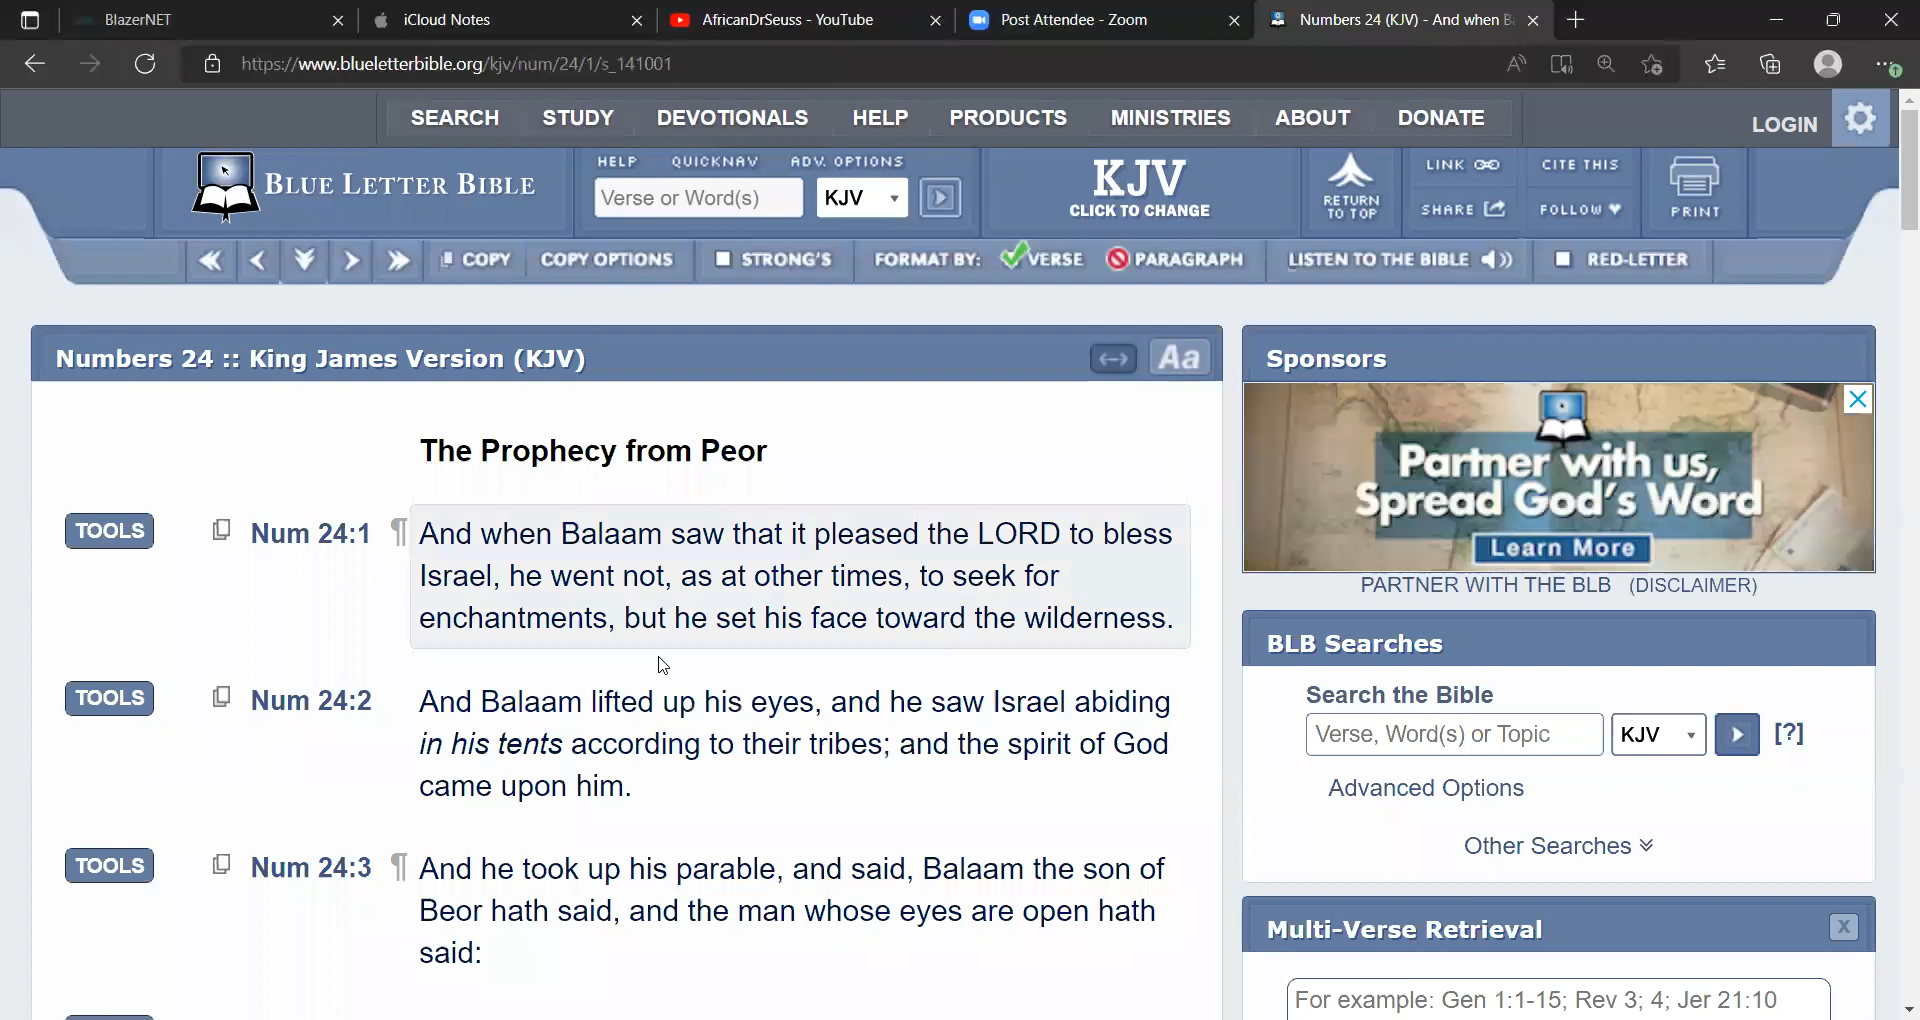 BlazerNET
iCloud Notes
AfricanDrSeuss - YouTube
Post Attendee - Zoom
Numbers 24 (KJV) - And when B
https://www.blueletterbible.org/kjv/num/24/1/s_141001
SEARCH STUDY DEVOTIONALS HELP PRODUCTS MINISTRIES ABOUT DONATE
LOGIN
BLUE LETTER BIBLE
HELP QUICKNAV ADV. OPTIONS
Verse or Word(s)
KJV
KJV
CLICK TO CHANGE
RETURN
TO TOP
LINK
CITE THIS
SHARE
FOLLOW
PRINT
COPY COPY OPTIONS STRONG'S FORMAT BY: VERSE PARAGRAPH LISTEN TO THE BIBLE RED-LETTER
Numbers 24 :: King James Version (KJV)
Aa
The Prophecy from Peor
TOOLS Num 24:1 ¶ And when Balaam saw that it pleased the LORD to bless
Israel, he went not, as at other times, to seek for
enchantments, but he set his face toward the wilderness.
TOOLS Num 24:2 And Balaam lifted up his eyes, and he saw Israel abiding
in his tents according to their tribes; and the spirit of God
came upon him.
TOOLS Num 24:3 ¶ And he took up his parable, and said, Balaam the son of
Beor hath said, and the man whose eyes are open hath
said:
Sponsors
Partner with us,
Spread God's Word
Learn More
PARTNER WITH THE BLB (DISCLAIMER)
BLB Searches
Search the Bible
Verse, Word(s) or Topic
KJV
[?]
Advanced Options
Other Searches
Multi-Verse Retrieval
x
For example: Gen 1:1-15; Rev 3; 4; Jer 21:10